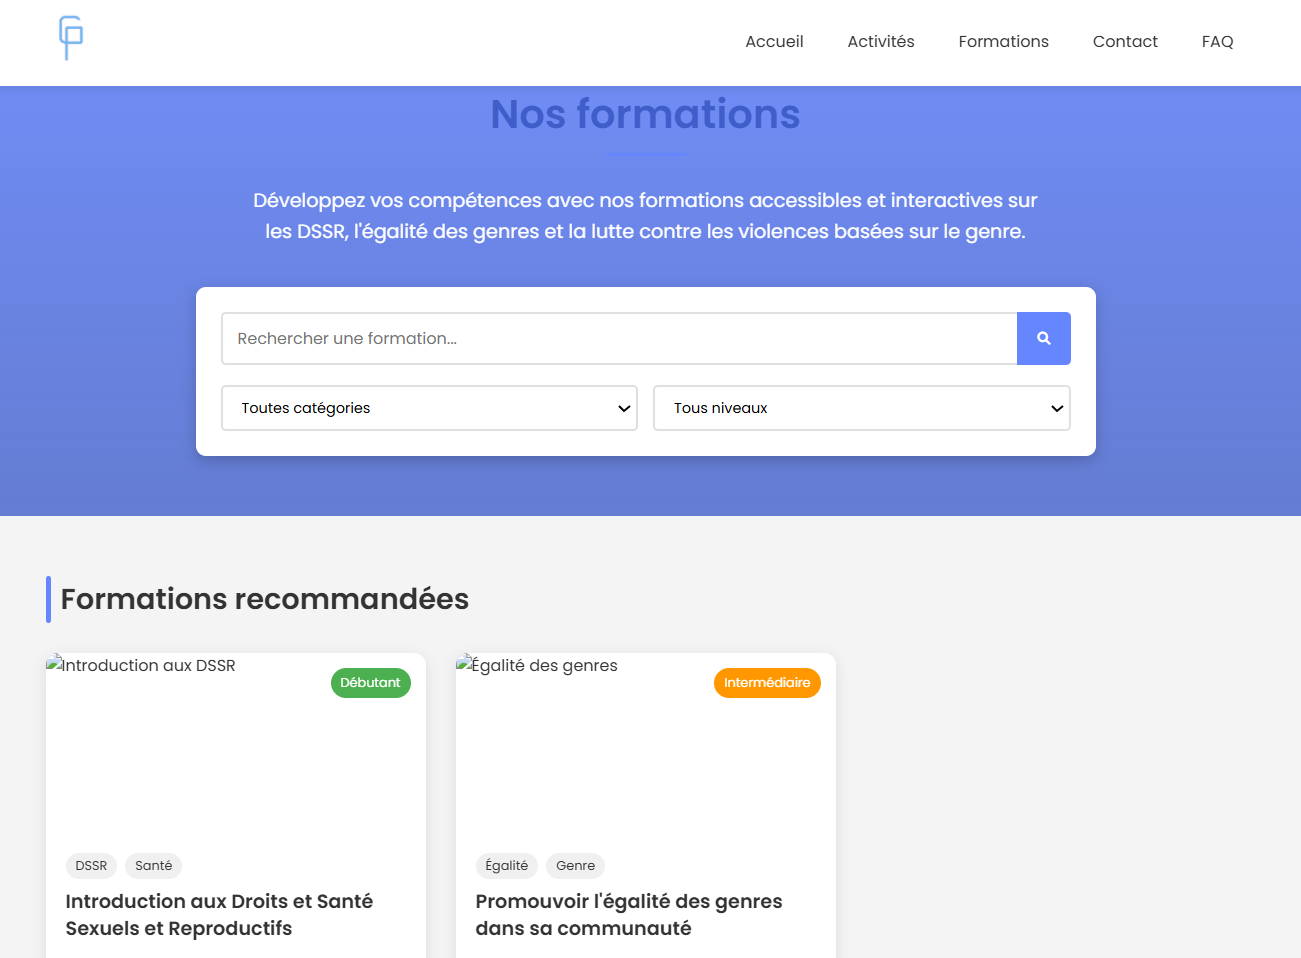 Accueil Activités Formations Contact FAQ
Nos formations
Développez vos compétences avec nos formations accessibles et interactives sur
les DSSR, l'égalité des genres et la lutte contre les violences basées sur le genre.
Rechercher une formation...
Toutes catégories Tous niveaux
Formations recommandées
Introduction aux DSSR
Débutant
DSSR Santé
Introduction aux Droits et Santé
Sexuels et Reproductifs
Égalité des genres
Intermédiaire
Égalité Genre
Promouvoir l'égalité des genres
dans sa communauté